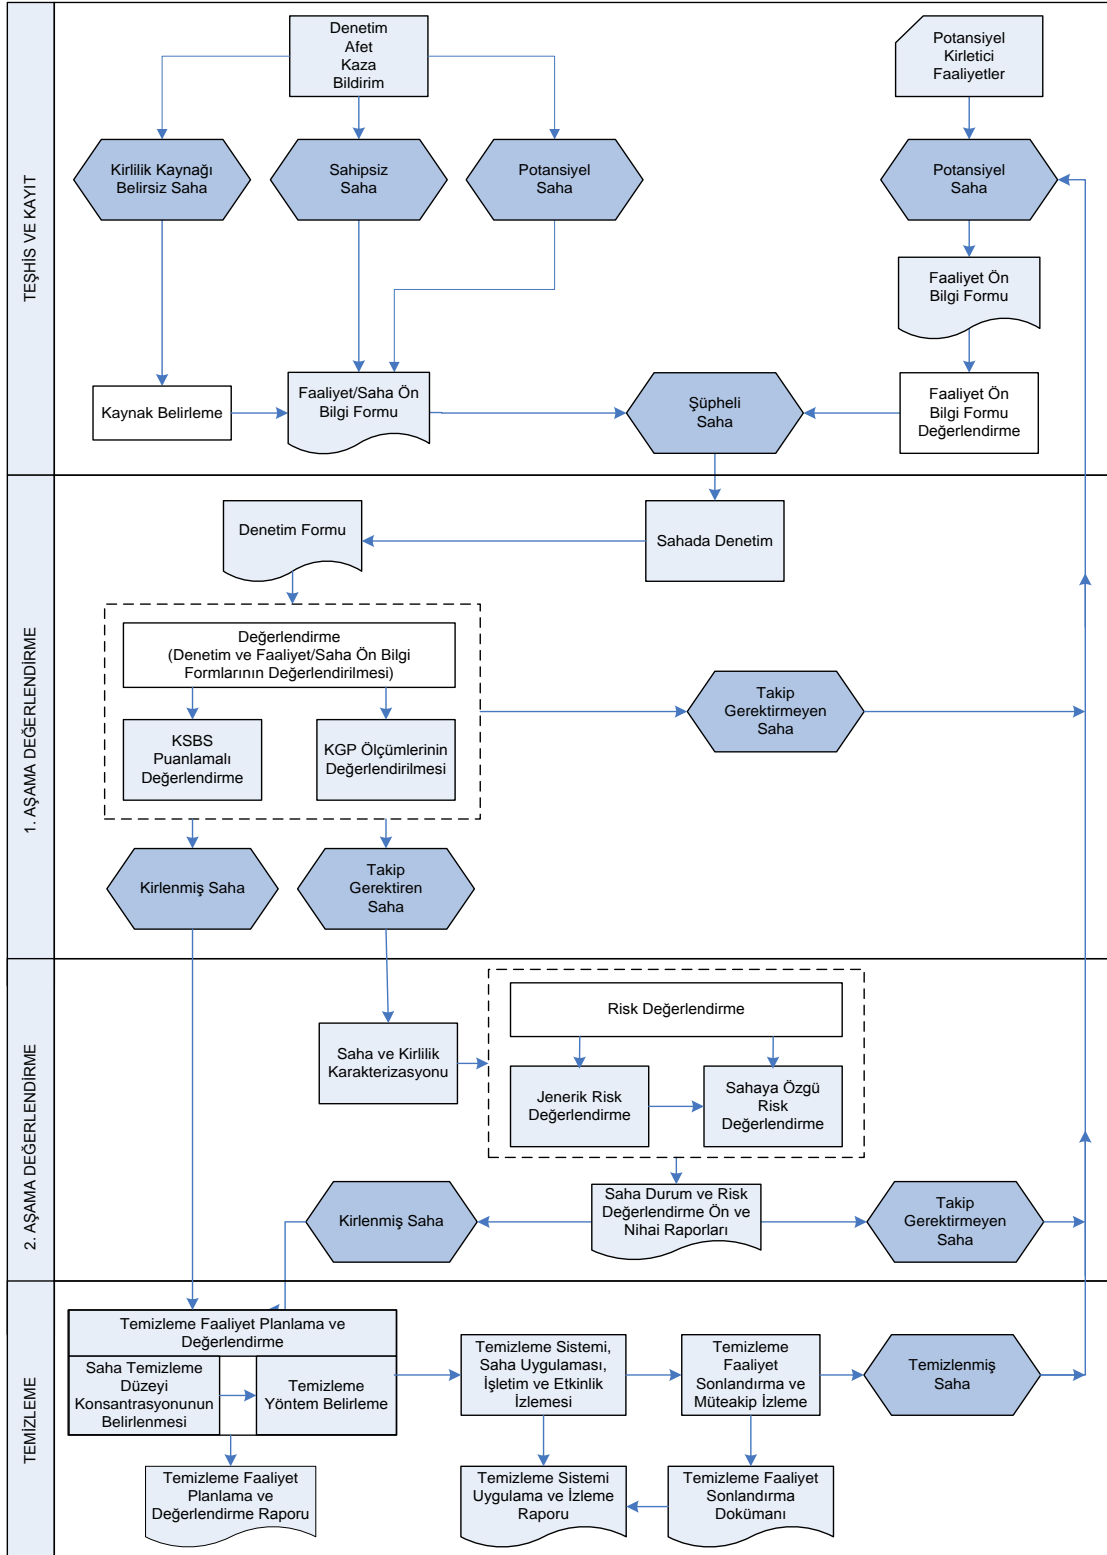 TEŞHİS VE KAYIT
Denetim
Afet
Kaza
Bildirim
Potansiyel
Kirletici
Faaliyetler
Kirlilik Kaynağı
Belirsiz Saha
Sahipsiz
Saha
Potansiyel
Saha
Potansiyel
Saha
Faaliyet Ön
Bilgi Formu
Kaynak Belirleme
Faaliyet/Saha Ön
Bilgi Formu
Şüpheli
Saha
Faaliyet Ön
Bilgi Formu
Değerlendirme
1. AŞAMA DEĞERLENDİRME
Denetim Formu
Sahada Denetim
Değerlendirme
(Denetim ve Faaliyet/Saha Ön Bilgi
Formlarının Değerlendirilmesi)
KSBS
Puanlamalı
Değerlendirme
KGP Ölçümlerinin
Değerlendirilmesi
Takip
Gerektirmeyen
Saha
Kirlenmiş Saha
Takip
Gerektiren
Saha
2. AŞAMA DEĞERLENDİRME
Risk Değerlendirme
Saha ve Kirlilik
Karakterizasyonu
Jenerik Risk
Değerlendirme
Sahaya Özgü
Risk
Değerlendirme
Kirlenmiş Saha
Saha Durum ve Risk
Değerlendirme Ön ve
Nihai Raporları
Takip
Gerektirmeyen
Saha
TEMİZLEME
Temizleme Faaliyet Planlama ve
Değerlendirme
Saha Temizleme
Düzeyi
Konsantrasyonunun
Belirlenmesi
Temizleme
Yöntem Belirleme
Temizleme Sistemi,
Saha Uygulaması,
İşletim ve Etkinlik
İzlemesi
Temizleme
Faaliyet
Sonlandırma ve
Müteakip İzleme
Temizlenmiş
Saha
Temizleme Faaliyet
Planlama ve
Değerlendirme Raporu
Temizleme Sistemi
Uygulama ve İzleme
Raporu
Temizleme Faaliyet
Sonlandırma
Dokümanı